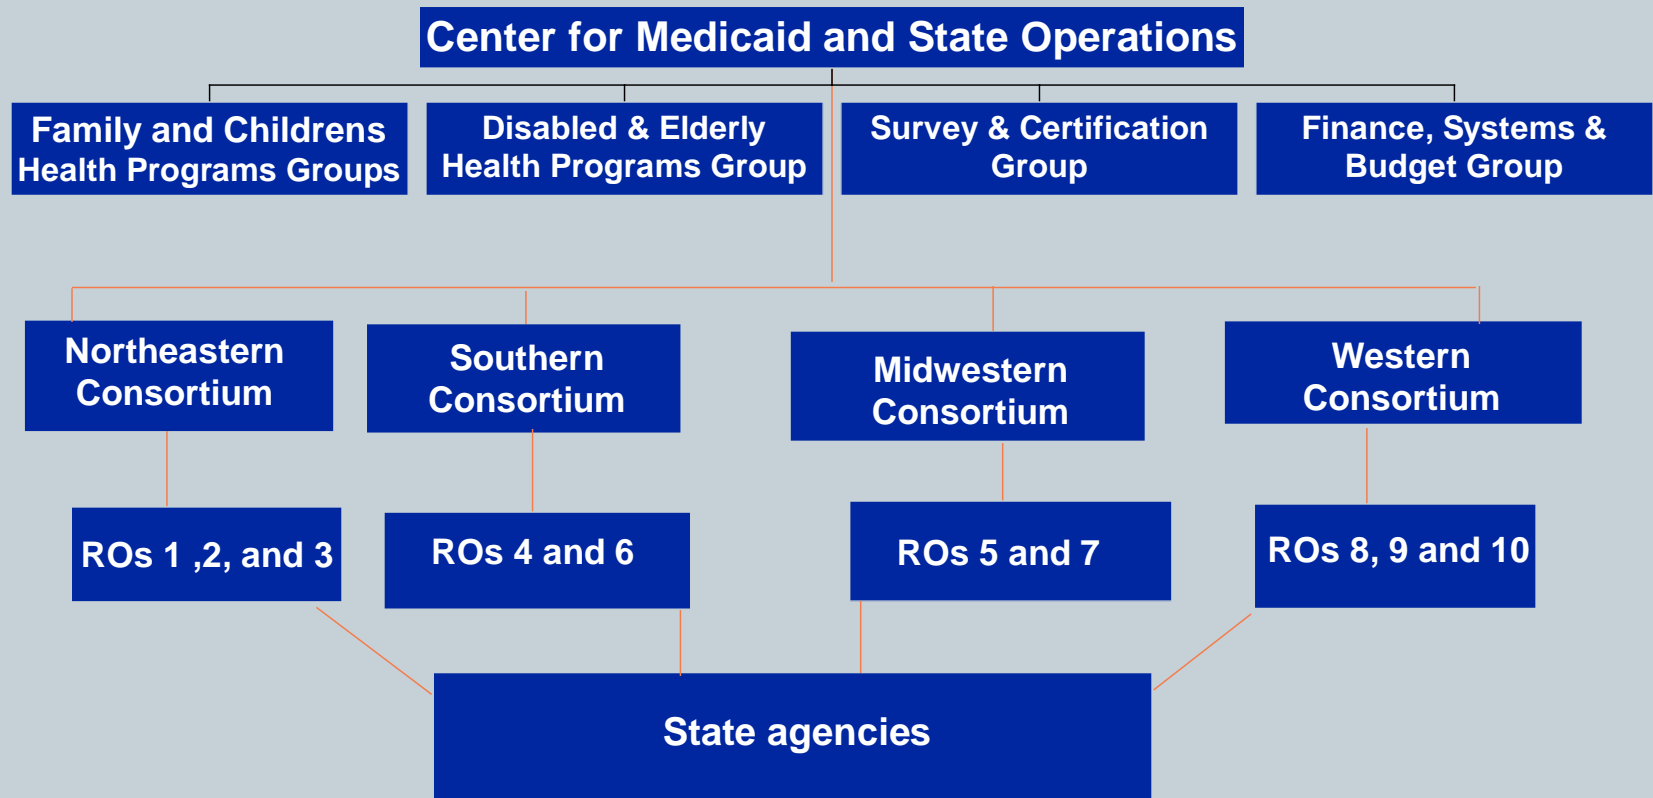 Center for Medicaid and State Operations
Family and Childrens
Health Programs Groups
Disabled & Elderly
Health Programs Group
Survey & Certification
Group
Finance, Systems &
Budget Group
Northeastern
Consortium
Southern
Consortium
Midwestern
Consortium
Western
Consortium
ROs 1 ,2, and 3
ROs 4 and 6
ROs 5 and 7
ROs 8, 9 and 10
State agencies